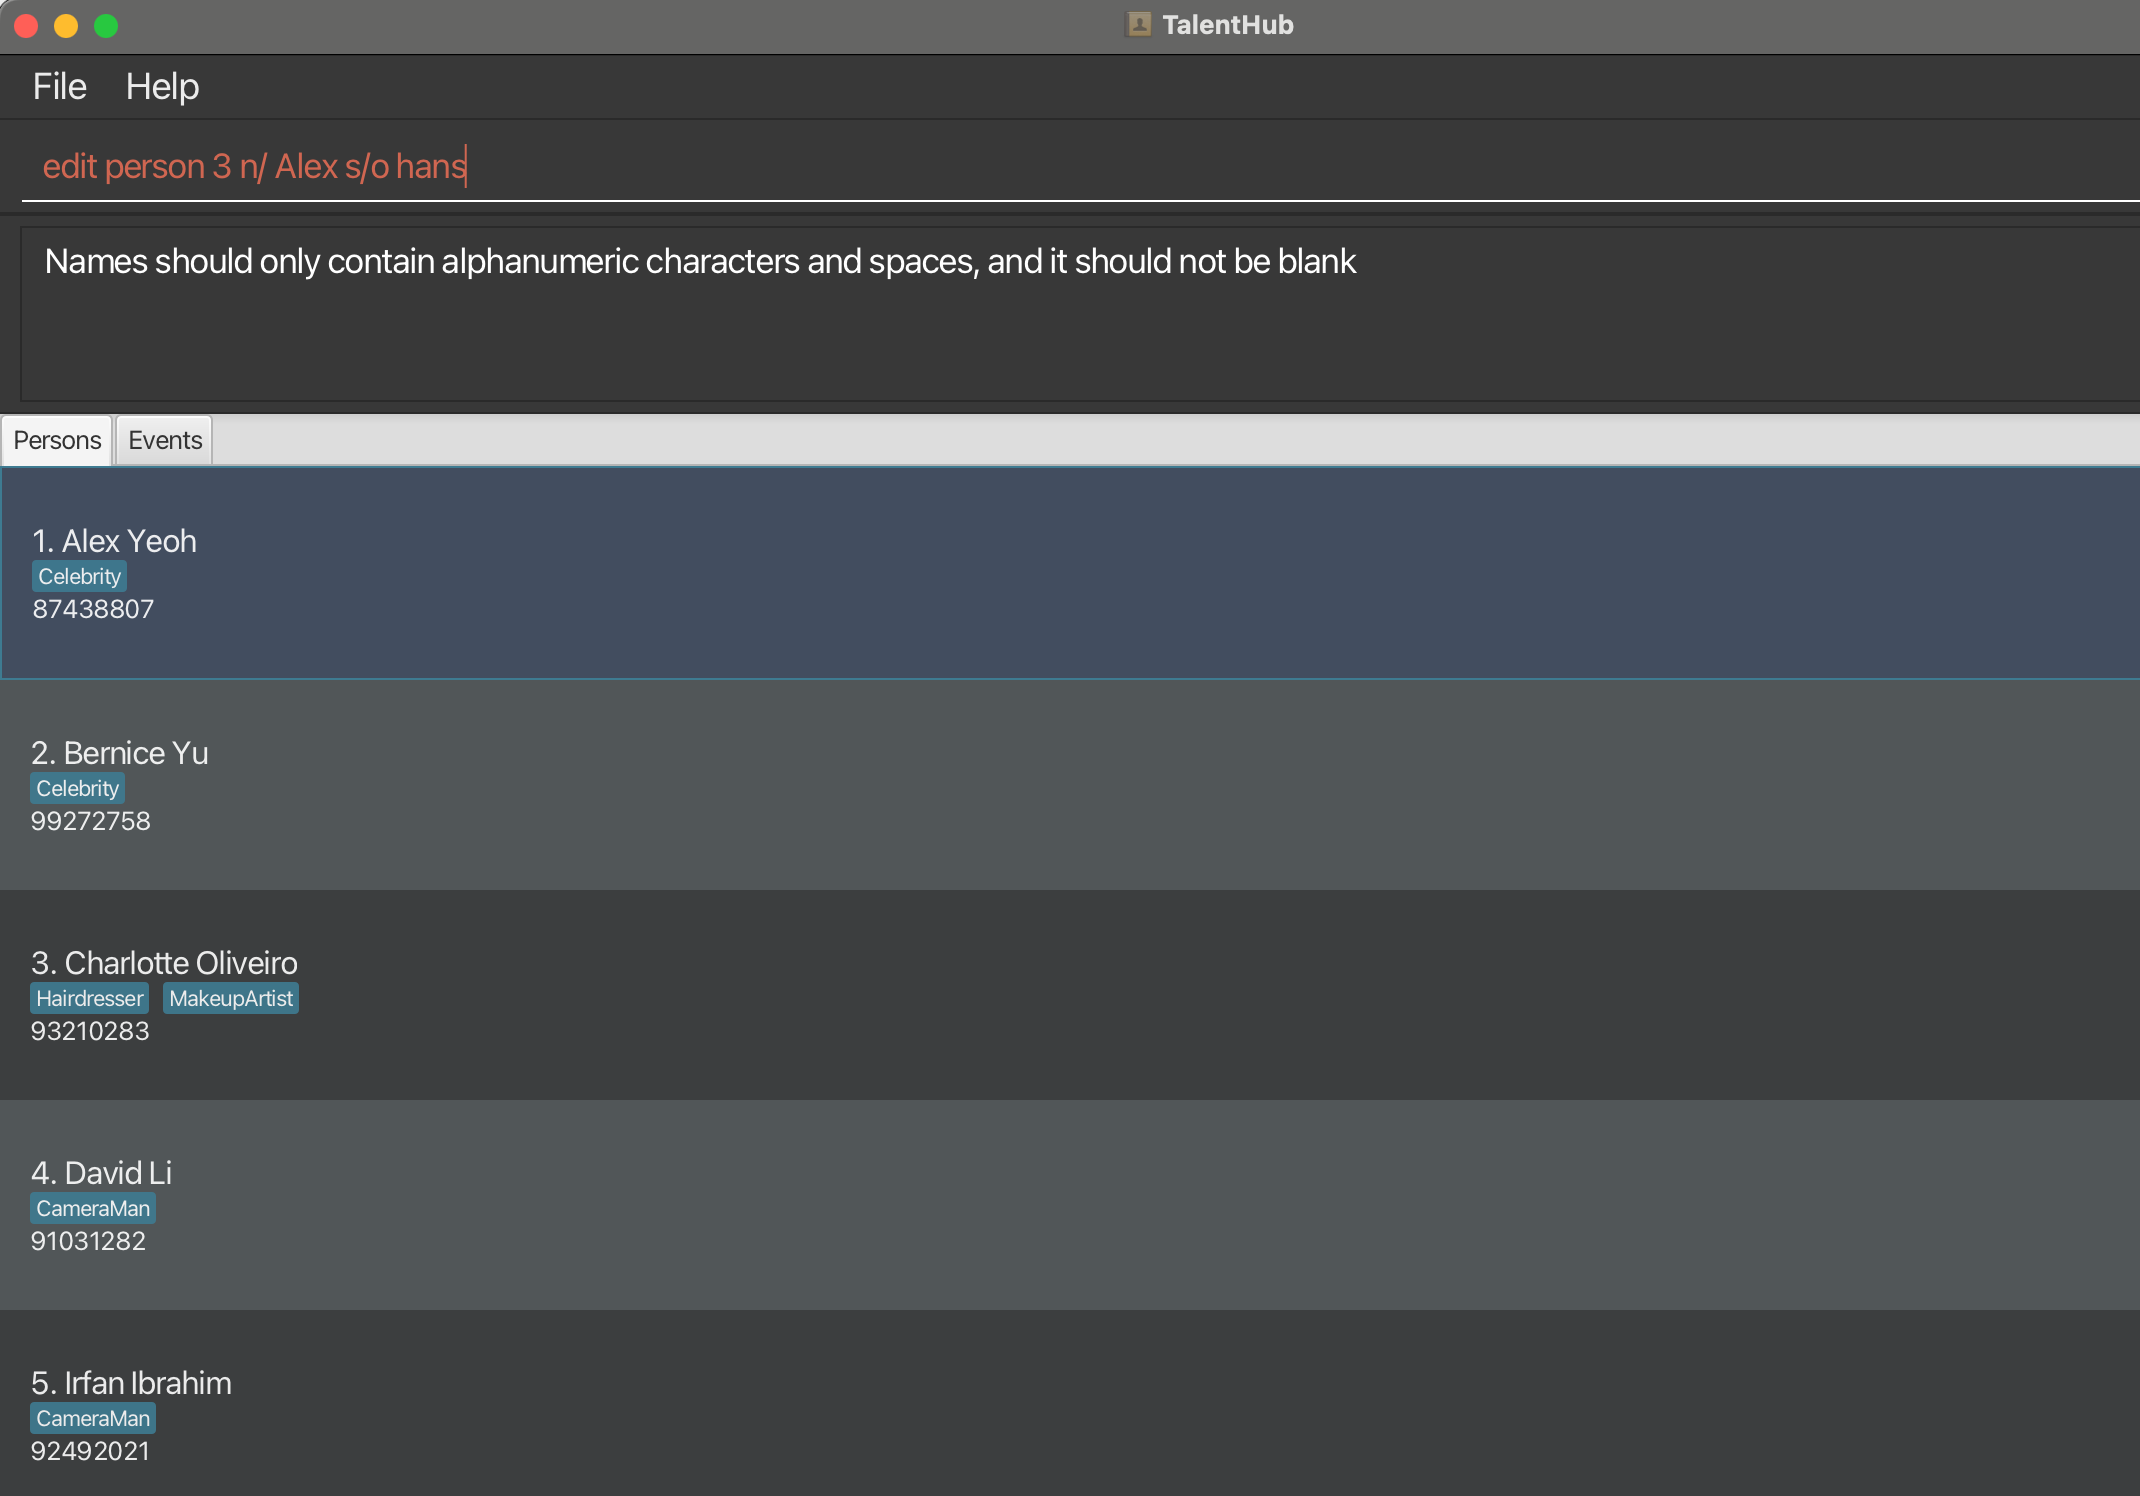 TalentHub
File Help
edit person 3 n/ Alex s/o hans
Names should only contain alphanumeric characters and spaces, and it should not be blank
Persons Events
1. Alex Yeoh
Celebrity
87438807
2. Bernice Yu
Celebrity
99272758
3. Charlotte Oliveiro
Hairdresser MakeupArtist
93210283
4. David Li
CameraMan
91031282
5. Irfan Ibrahim
CameraMan
92492021